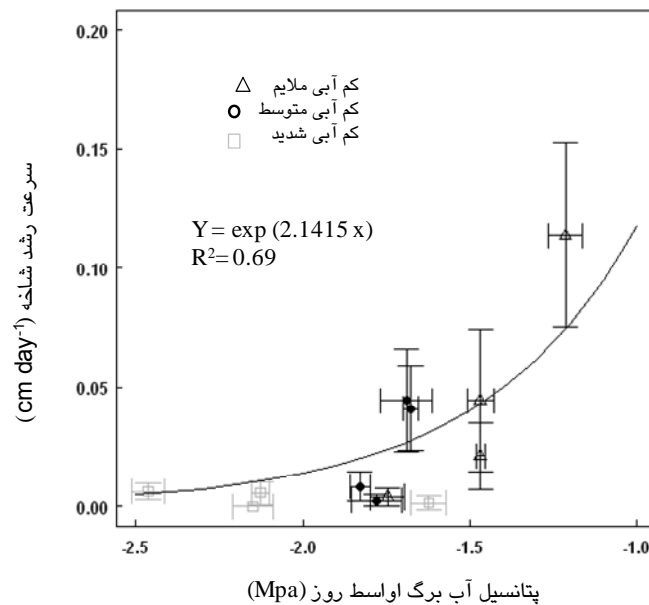 0.20
0.15
0.10
0.05
0.00
سرعت رشد شاخه (cm day-1)
کم آبی ملایم
کم آبی متوسط
کم آبی شدید
Y = exp (2.1415 x)
R2= 0.69
-2.5 -2.0 -1.5 -1.0
پتانسیل آب برگ اواسط روز (Mpa)